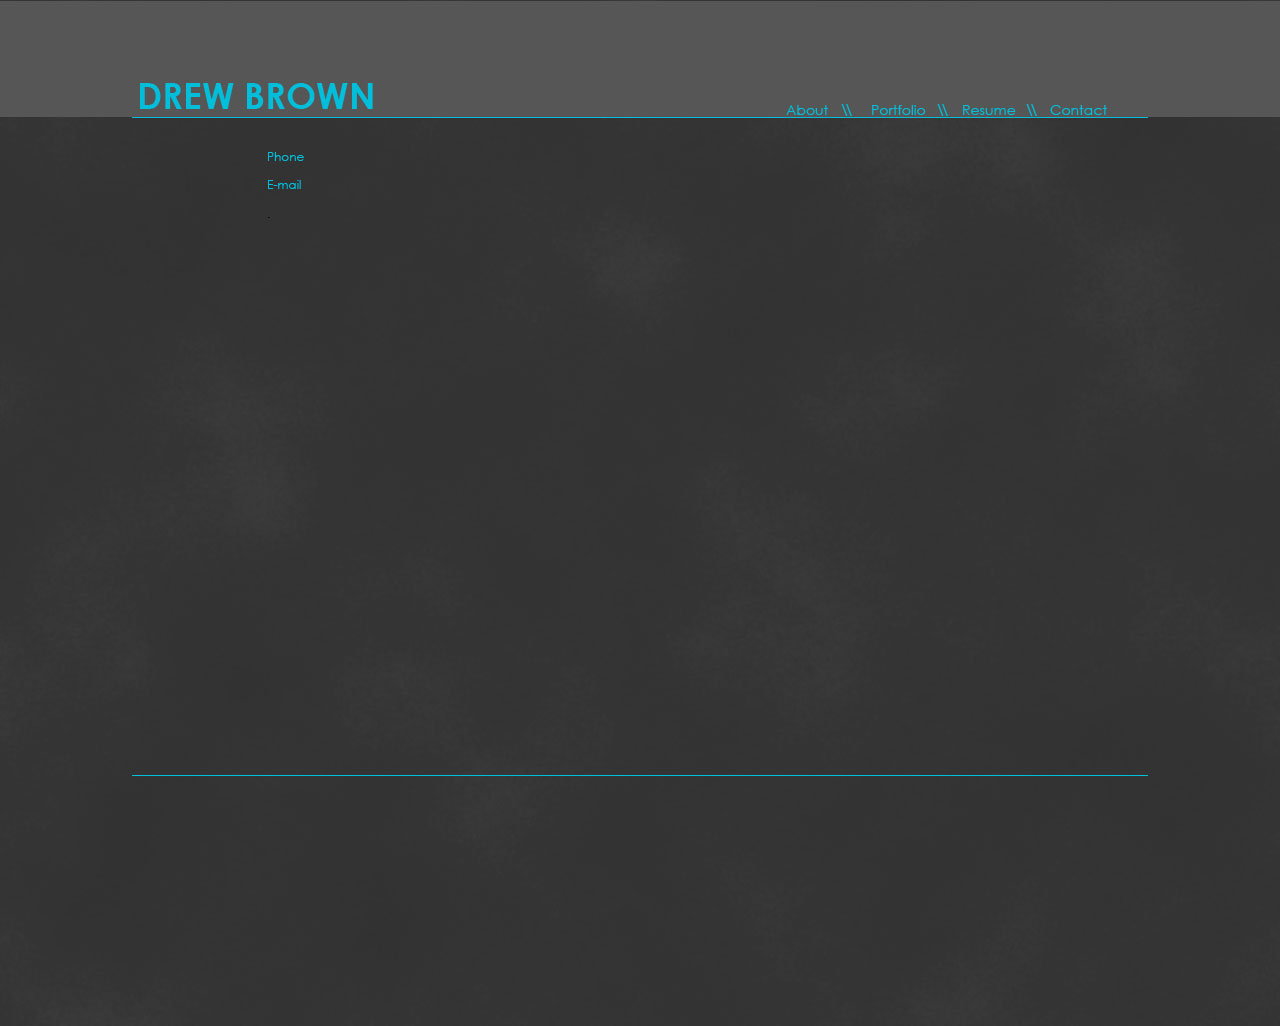 DREW BROWN
About \\ Portfolio \\ Resume \\ Contact
Phone
E-mail
.